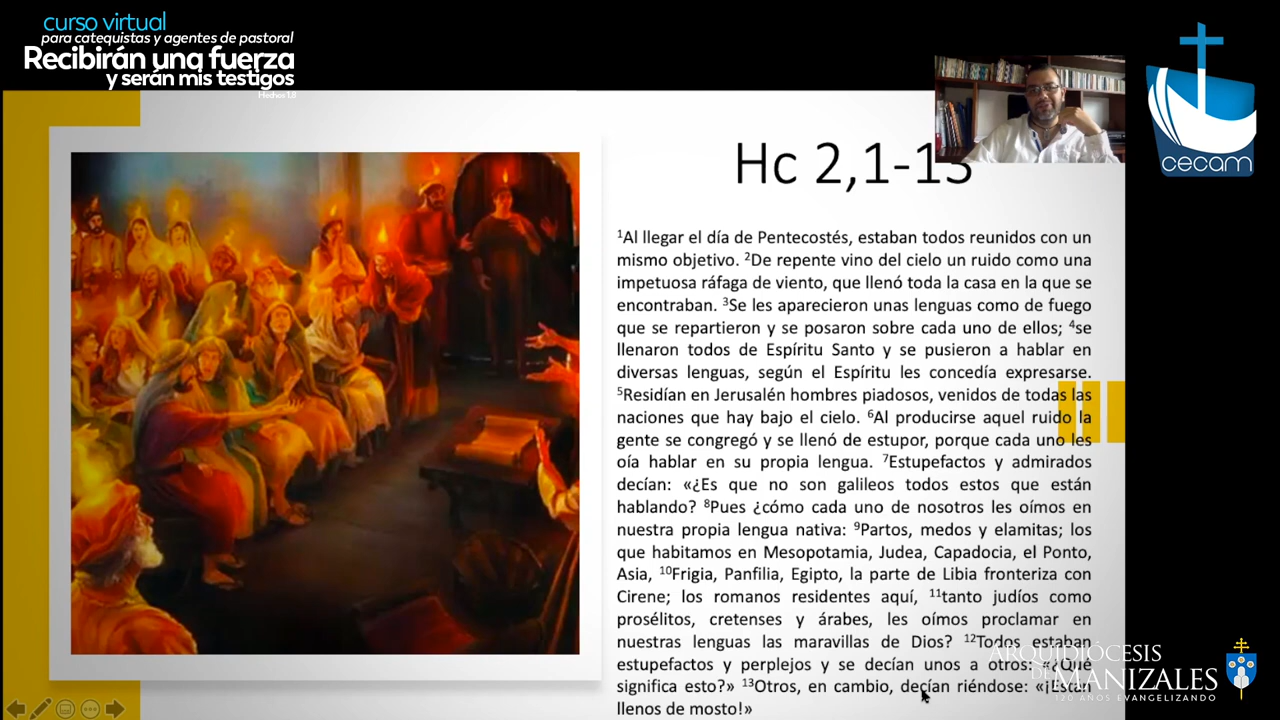 curso virtual
para catequistas y agentes de pastoral
Recibirán una fuerza
y serán mis testigos
Hechos 1,8
cecam
Hc 2,1-13
¹Al llegar el día de Pentecostés, estaban todos reunidos con un
mismo objetivo. ²De repente vino del cielo un ruido como una
impetuosa ráfaga de viento, que llenó toda la casa en la que se
encontraban. ³Se les aparecieron unas lenguas como de fuego
que se repartieron y se posaron sobre cada uno de ellos; ⁴se
llenaron todos de Espíritu Santo y se pusieron a hablar en
diversas lenguas, según el Espíritu les concedía expresarse.
⁵Residían en Jerusalén hombres piadosos, venidos de todas las
naciones que hay bajo el cielo. ⁶Al producirse aquel ruido la
gente se congregó y se llenó de estupor, porque cada uno les
oía hablar en su propia lengua. ⁷Estupefactos y admirados
decían: «¿Es que no son galileos todos estos que están
hablando? ⁸Pues ¿cómo cada uno de nosotros les oímos en
nuestra propia lengua nativa: ⁹Partos, medos y elamitas; los
que habitamos en Mesopotamia, Judea, Capadocia, el Ponto,
Asia, ¹⁰Frigia, Panfilia, Egipto, la parte de Libia fronteriza con
Cirene; los romanos residentes aquí, ¹¹tanto judíos como
prosélitos, cretenses y árabes, les oímos proclamar en
nuestras lenguas las maravillas de Dios? ¹²Todos estaban
estupefactos y perplejos y se decían unos a otros: «¿Qué
significa esto?» ¹³Otros, en cambio, decían riéndose: «¡Están
llenos de mosto!»
ARQUIDIÓCESIS
DE MANIZALES
120 AÑOS EVANGELIZANDO